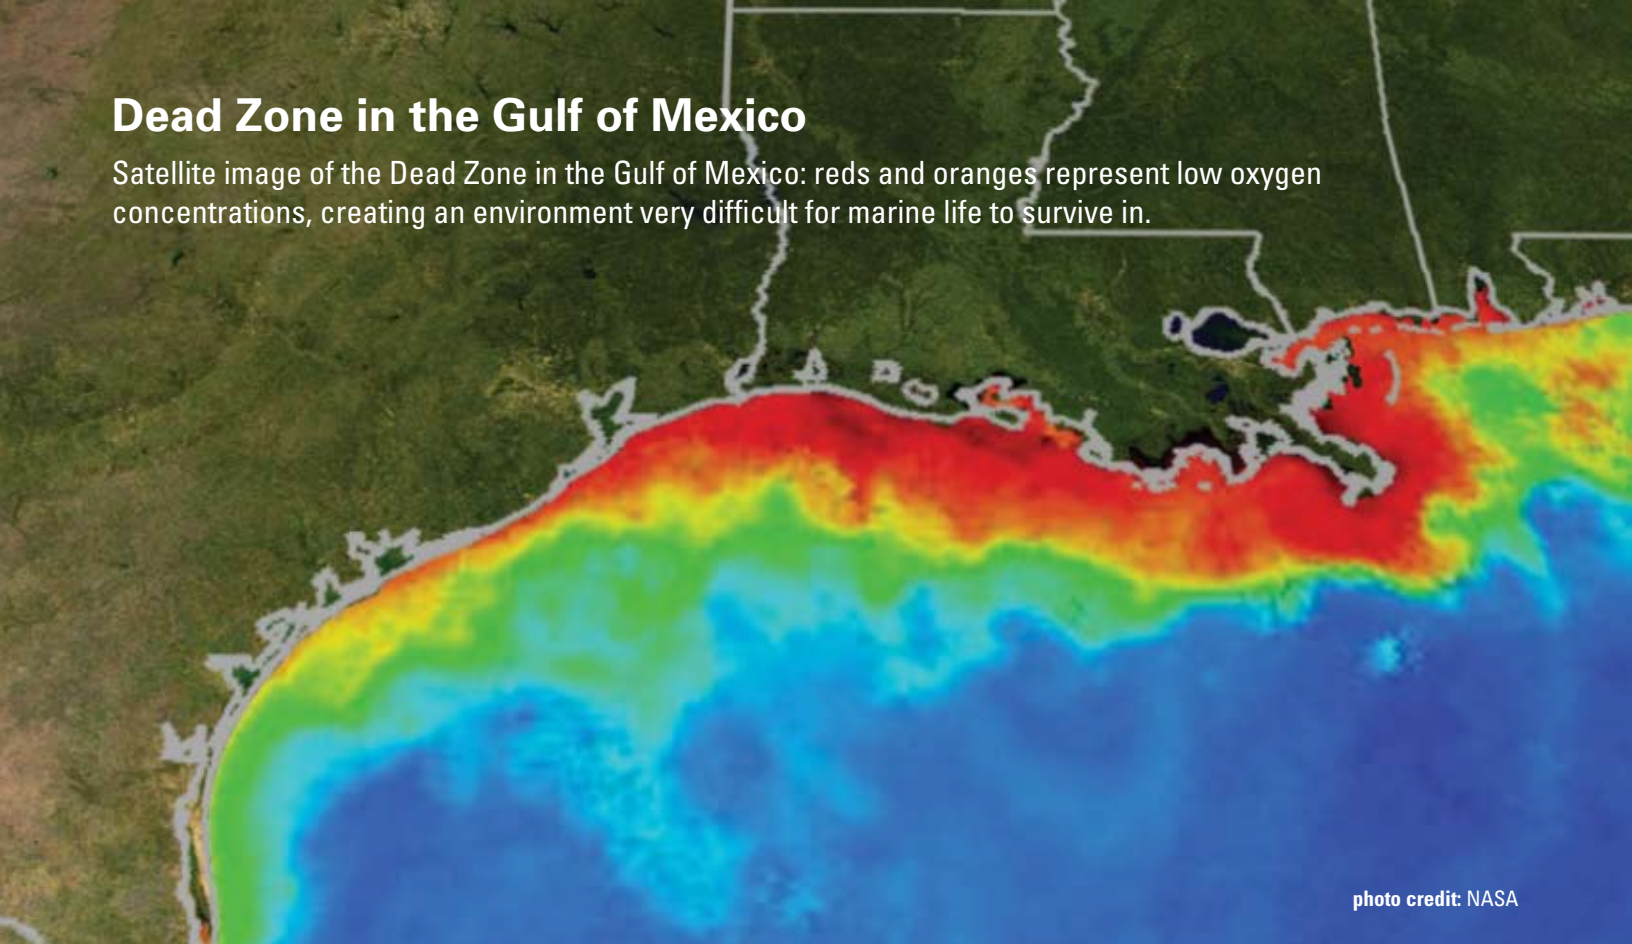 Dead Zone in the Gulf of Mexico
Satellite image of the Dead Zone in the Gulf of Mexico: reds and oranges represent low oxygen
concentrations, creating an environment very difficult for marine life to survive in.
photo credit: NASA